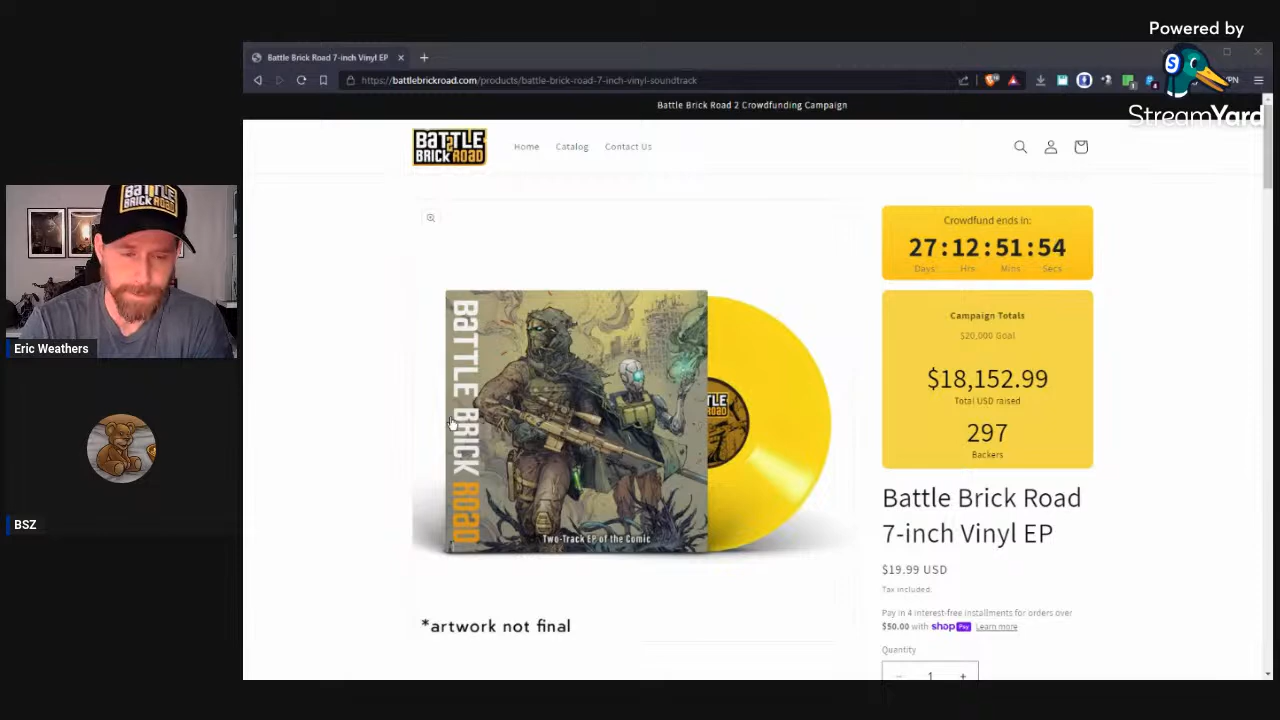 Powered by
StreamYard
Battle Brick Road 7-inch Vinyl EP
https://battlebrickroad.com/products/battle-brick-road-7-inch-vinyl-soundtrack
VPN
Battle Brick Road 2 Crowdfunding Campaign
BATTLE
BRICK ROAD
Home
Catalog
Contact Us
BATTLE
BRICK ROAD
Eric Weathers
BSZ
BATTLE BRICK ROAD
Two-Track EP of the Comic
*artwork not final
Crowdfund ends in:
27:12:51:54
Days Hrs Mins Secs
Campaign Totals
$20,000 Goal
$18,152.99
Total USD raised
297
Backers
Battle Brick Road
7-inch Vinyl EP
$19.99 USD
Tax included.
Pay in 4 interest-free installments for orders over
$50.00 with shop Pay Learn more
Quantity
− 1 +